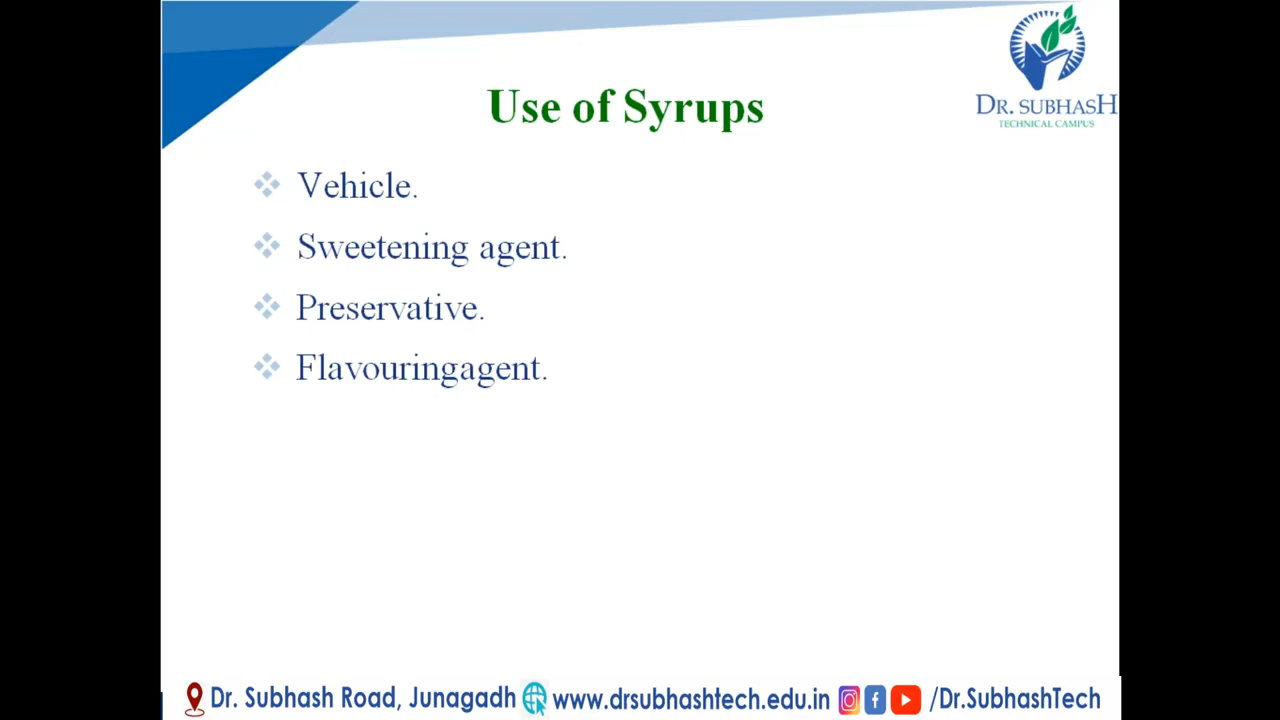 DR. SUBHASH
TECHNICAL CAMPUS
Use of Syrups
Vehicle.
Sweetening agent.
Preservative.
Flavouringagent.
Dr. Subhash Road, Junagadh www.drsubhashtech.edu.in /Dr.SubhashTech